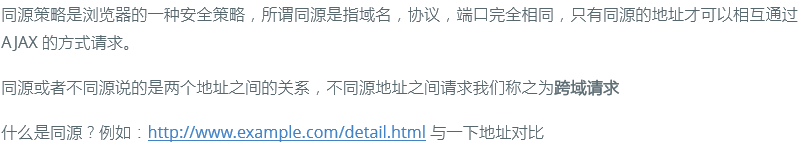 同源策略是浏览器的一种安全策略，所谓同源是指域名，协议，端口完全相同，只有同源的地址才可以相互通过
AJAX 的方式请求。
同源或者不同源说的是两个地址之间的关系，不同源地址之间请求我们称之为跨域请求
什么是同源？例如：http://www.example.com/detail.html 与一下地址对比